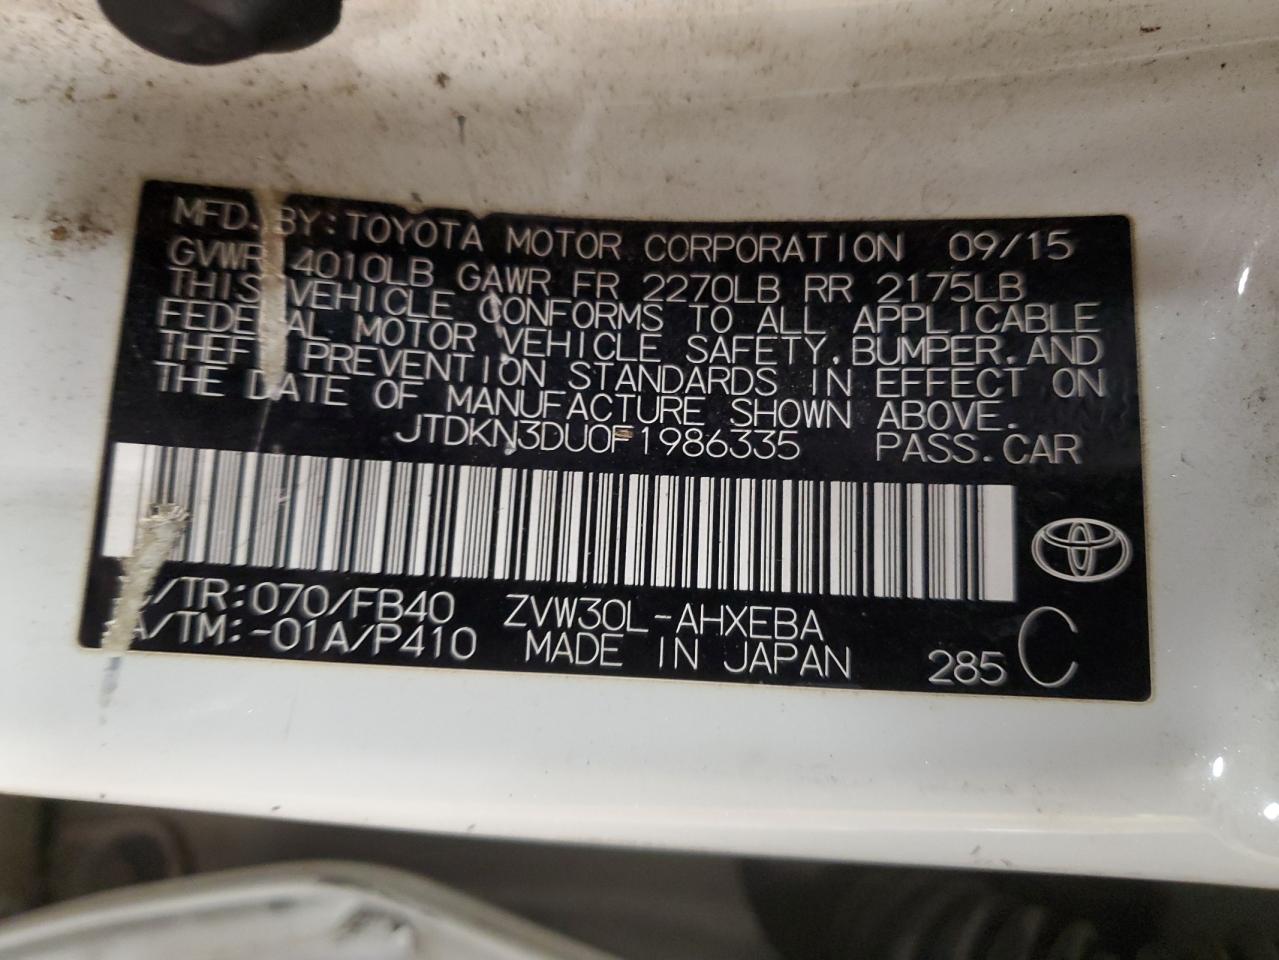 MFD. BY: TOYOTA MOTOR CORPORATION 09/15
GVWR 4010LB GAWR FR 2270LB RR 2175LB
THIS VEHICLE CONFORMS TO ALL APPLICABLE
FEDERAL MOTOR VEHICLE SAFETY, BUMPER, AND
THEFT PREVENTION STANDARDS IN EFFECT ON
THE DATE OF MANUFACTURE SHOWN ABOVE.
JTDKN3DU0F1986335 PASS. CAR
C/TR: 070/FB40 ZVW30L-AHXEBA
A/TM: -01A/P410 MADE IN JAPAN 285 C